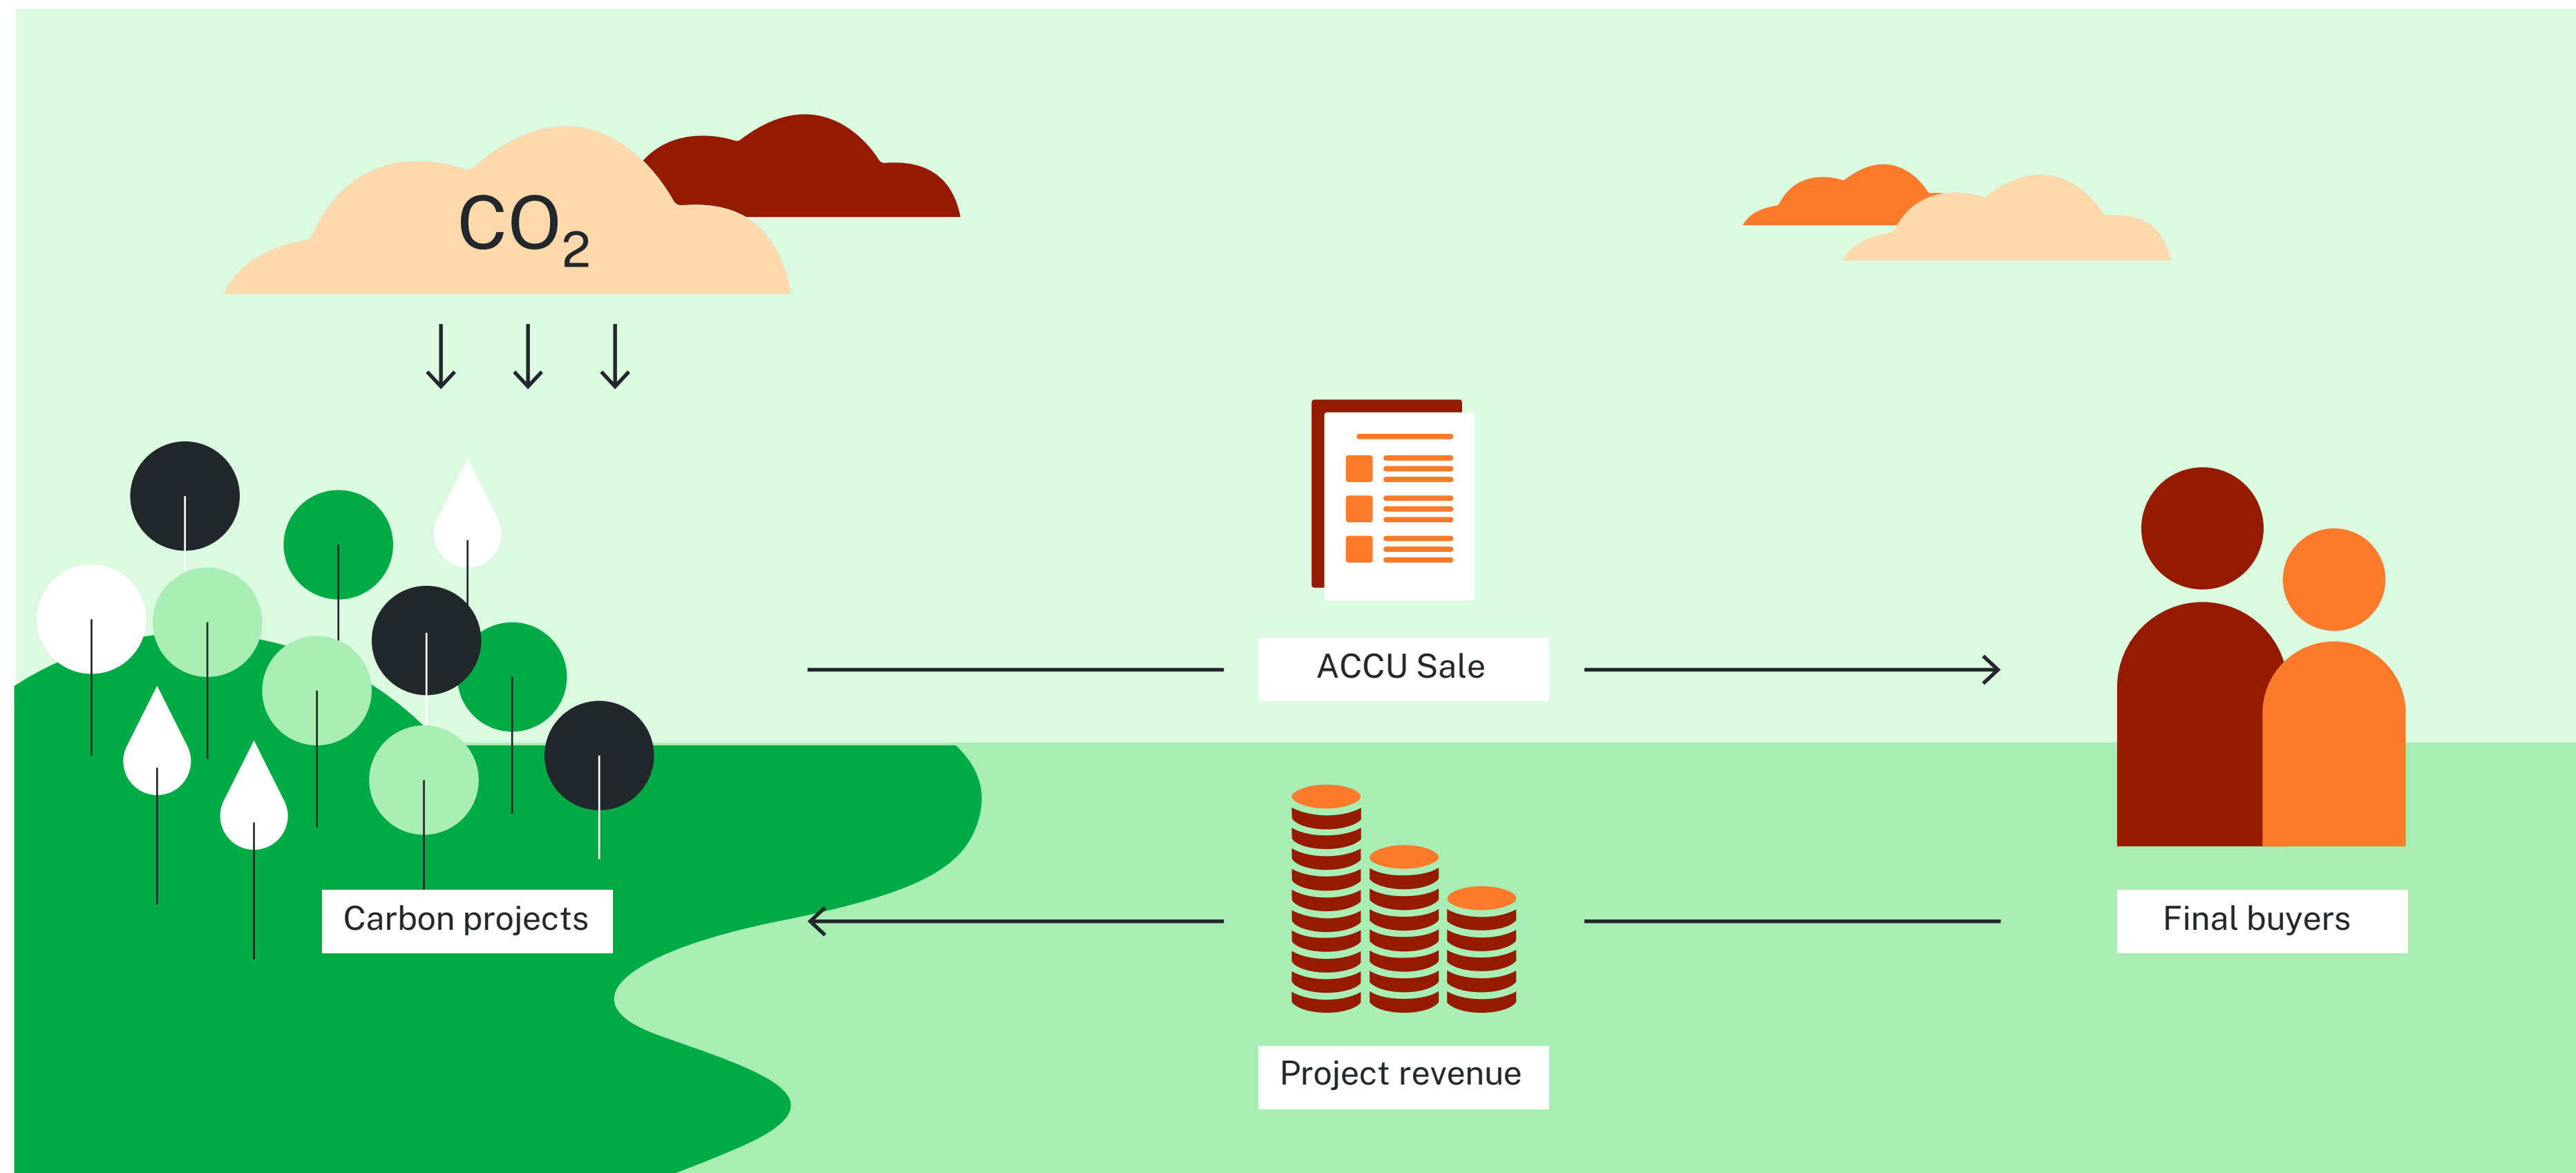 CO₂
ACCU Sale
Carbon projects
Final buyers
Project revenue